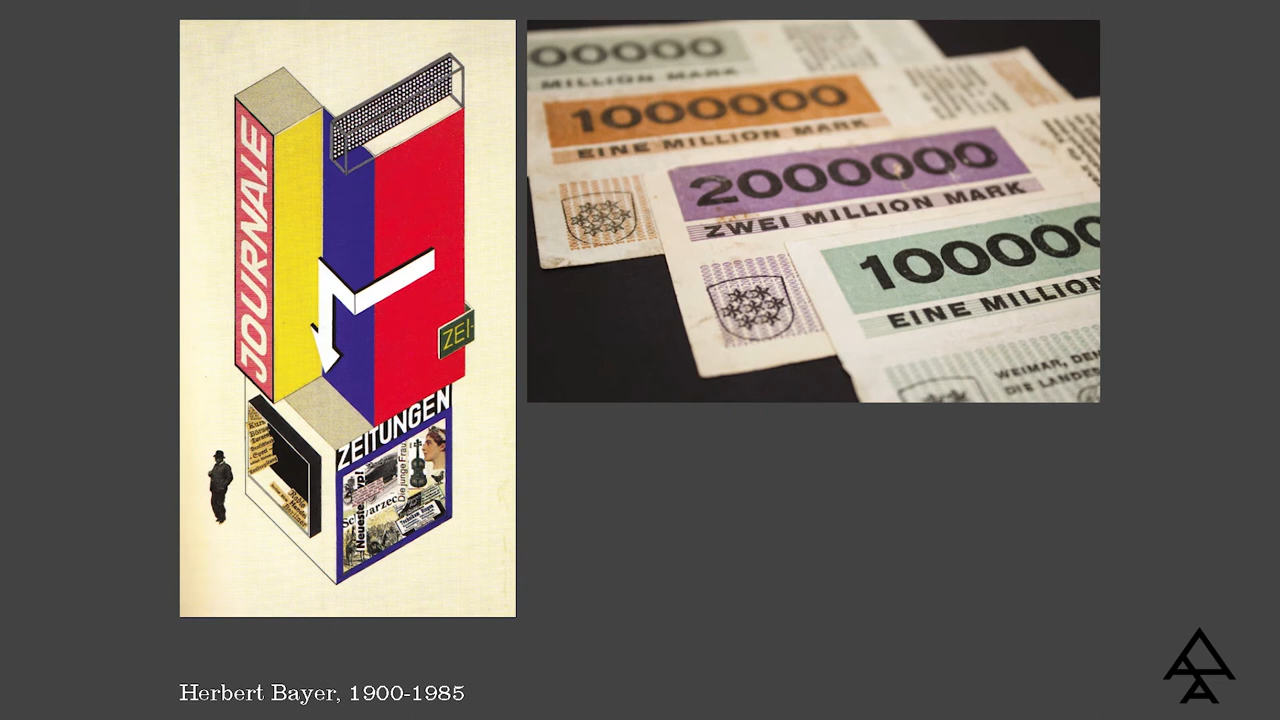 JOURNALE
ZEI-
ZEITUNGEN
Die junge Frau
Neueste
00000
MILLION MARK
1000000
EINE MILLION MARK
2000000
ZWEI MILLION MARK
100000
EINE MILLION
WEIMAR, DEN
DIE LANDES
Herbert Bayer, 1900-1985